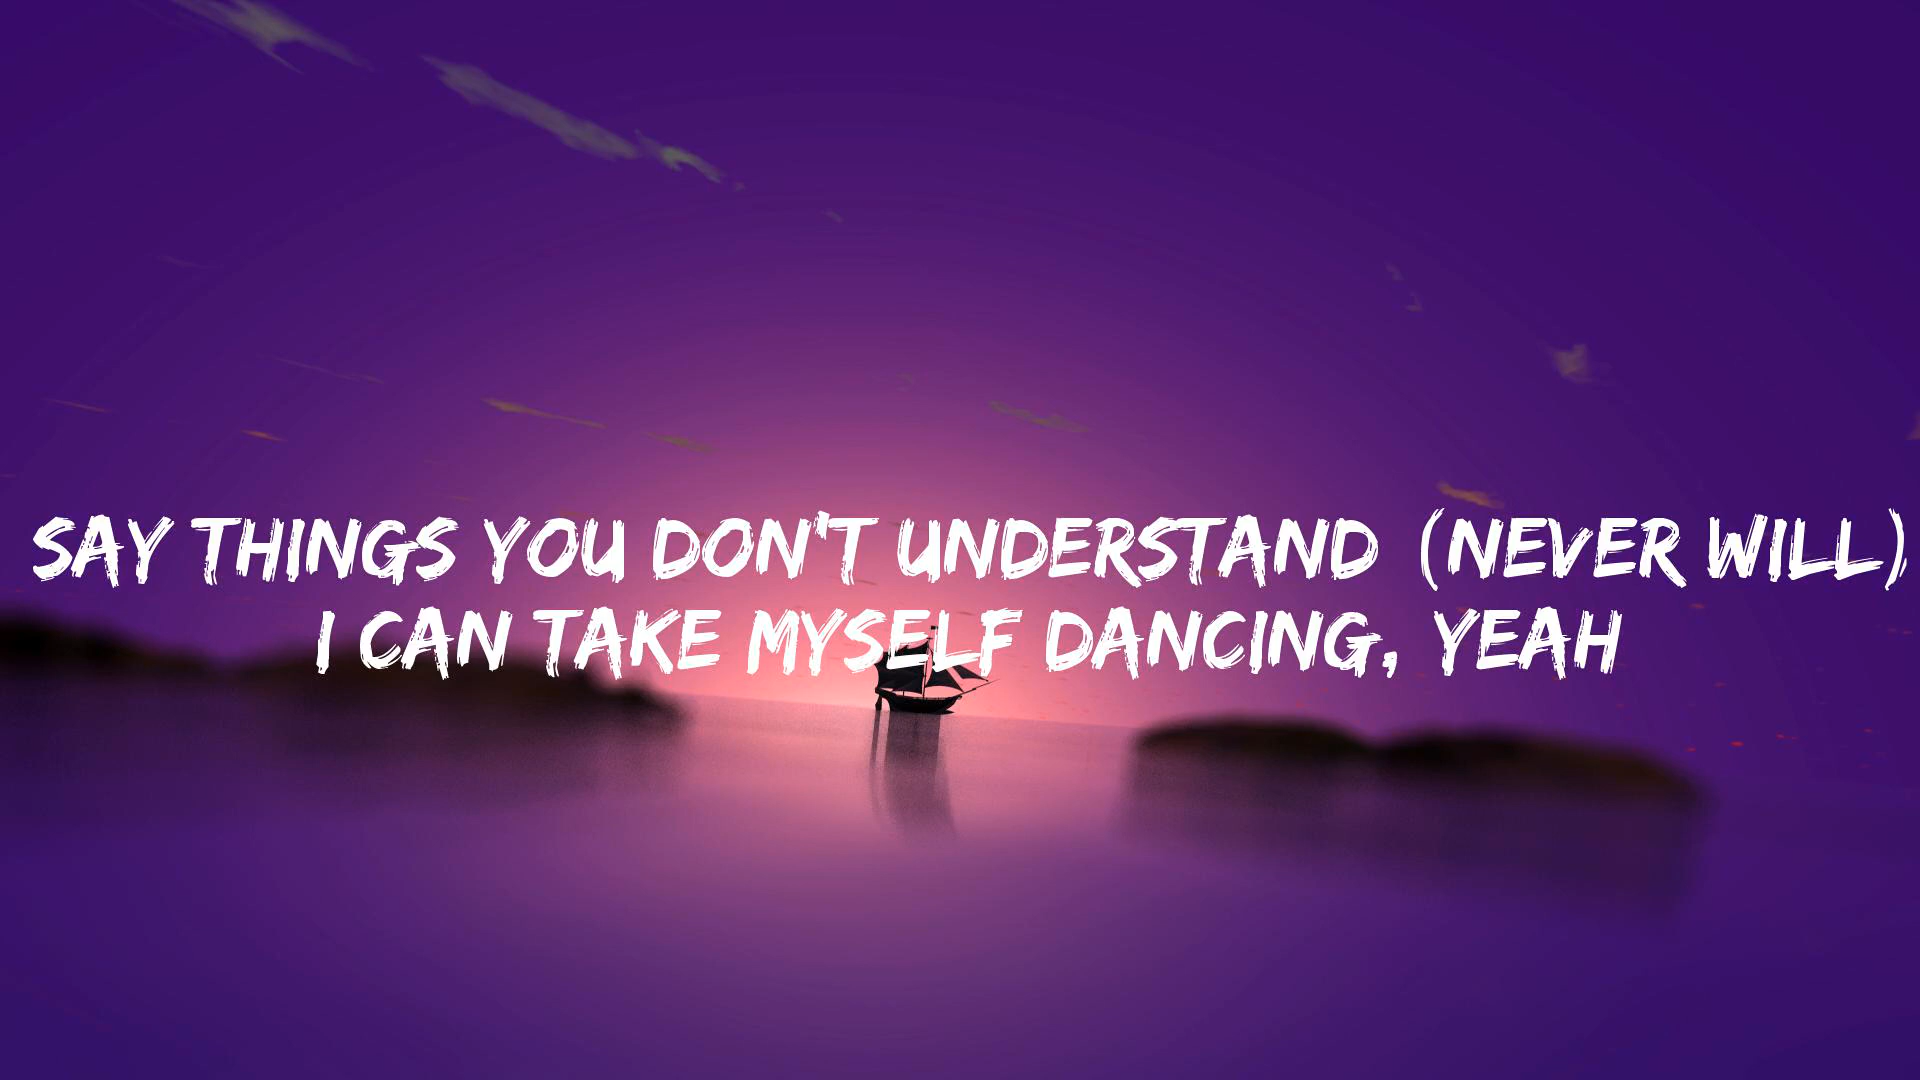 SAY THINGS YOU DON'T UNDERSTAND (NEVER WILL)
I CAN TAKE MYSELF DANCING, YEAH